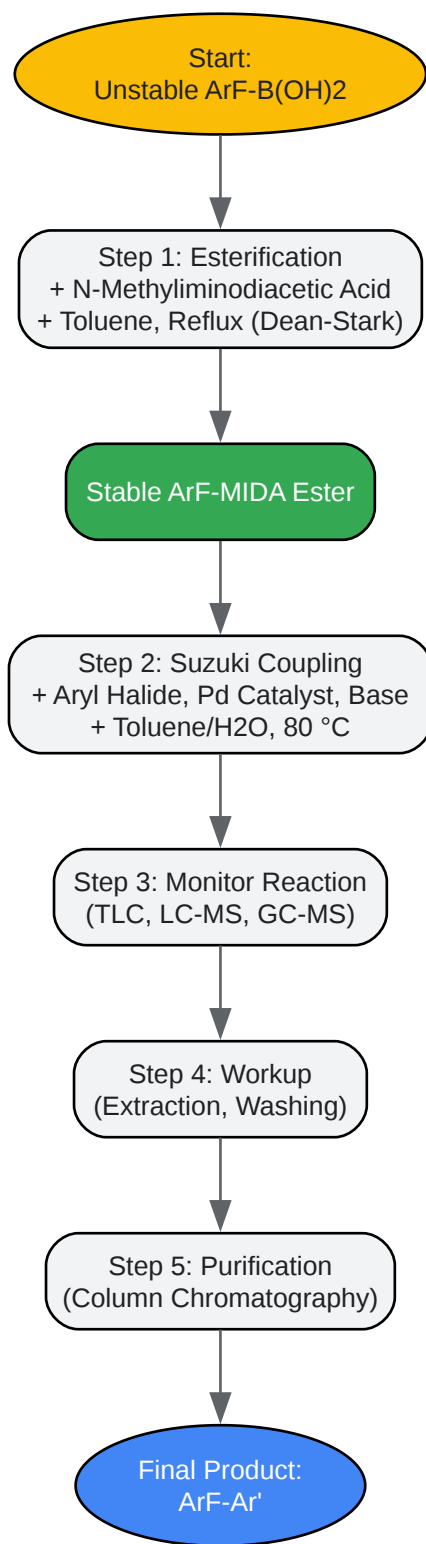 Start:
Unstable ArF-B(OH)2
Step 1: Esterification
+ N-Methyliminodiacetic Acid
+ Toluene, Reflux (Dean-Stark)
Stable ArF-MIDA Ester
Step 2: Suzuki Coupling
+ Aryl Halide, Pd Catalyst, Base
+ Toluene/H2O, 80 °C
Step 3: Monitor Reaction
(TLC, LC-MS, GC-MS)
Step 4: Workup
(Extraction, Washing)
Step 5: Purification
(Column Chromatography)
Final Product:
ArF-Ar'